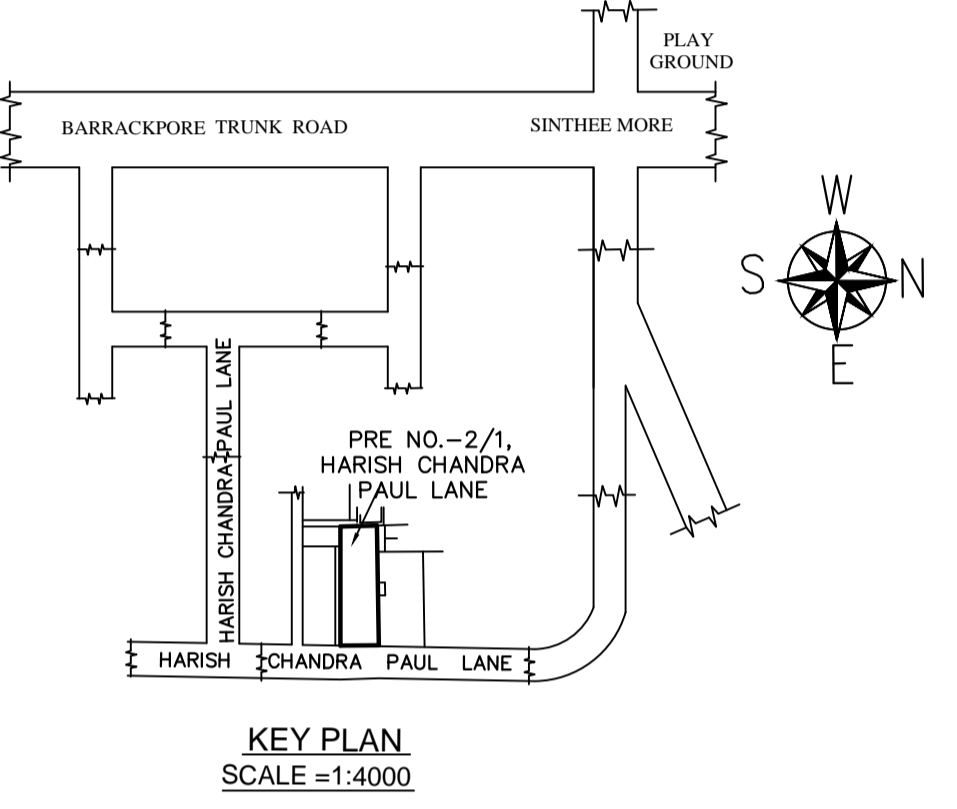 PLAY
GROUND
BARRACKPORE TRUNK ROAD
SINTHEE MORE
W
S
N
E
HARISH CHANDRA PAUL LANE
PRE NO.-2/1,
HARISH CHANDRA
PAUL LANE
HARISH CHANDRA PAUL LANE
KEY PLAN
SCALE =1:4000